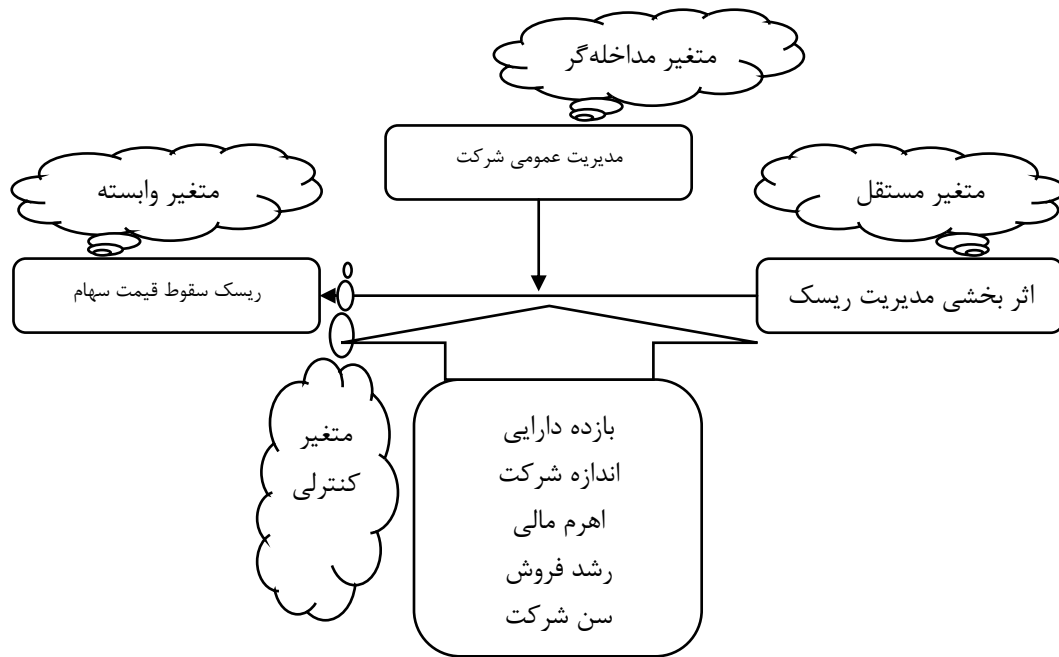 متغیر مداخله‌گر
مدیریت عمومی شرکت
متغیر مستقل
متغیر وابسته
اثر بخشی مدیریت ریسک
ریسک سقوط قیمت سهام
متغیر
کنترلی
بازده دارایی
اندازه شرکت
اهرم مالی
رشد فروش
سن شرکت